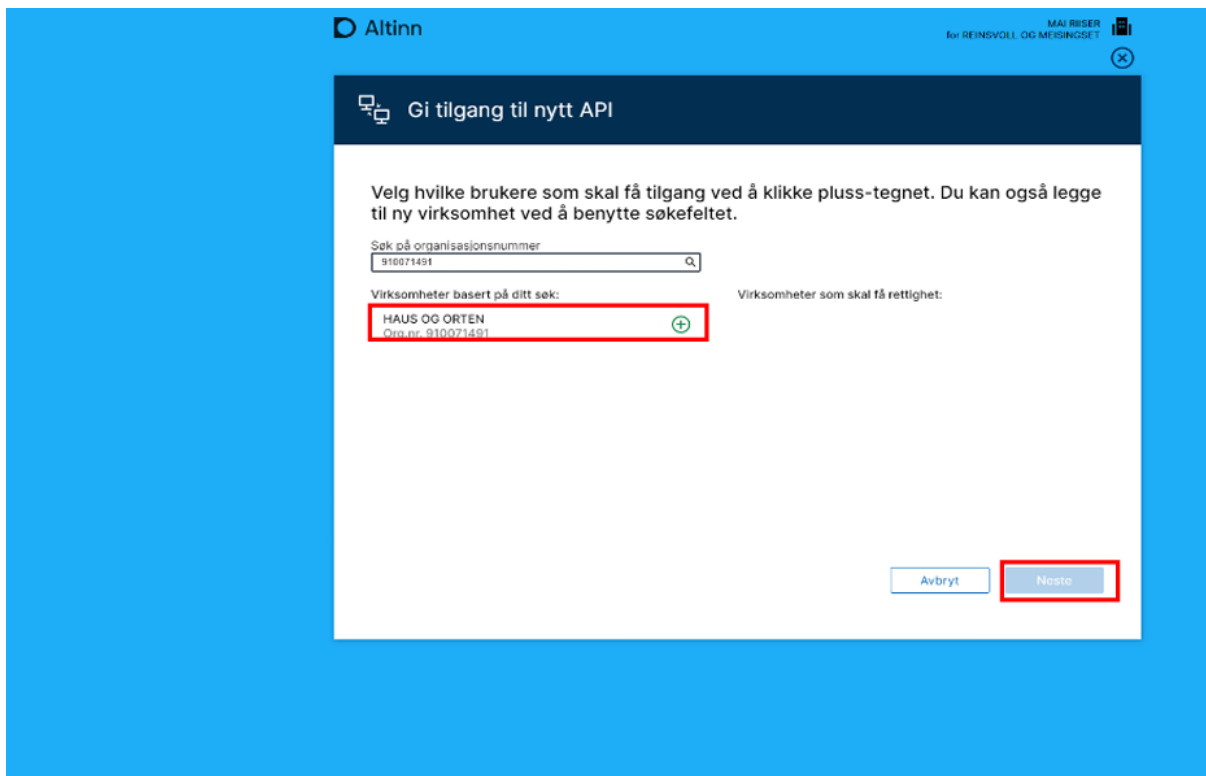 Altinn
MAI RIISER
for REINSVOLL OG MEISINGSET
Gi tilgang til nytt API
Velg hvilke brukere som skal få tilgang ved å klikke pluss-tegnet. Du kan også legge
til ny virksomhet ved å benytte søkefeltet.
Søk på organisasjonsnummer
910071491
Virksomheter basert på ditt søk:
Virksomheter som skal få rettighet:
HAUS OG ORTEN
Org.nr. 910071491
Avbryt
Neste